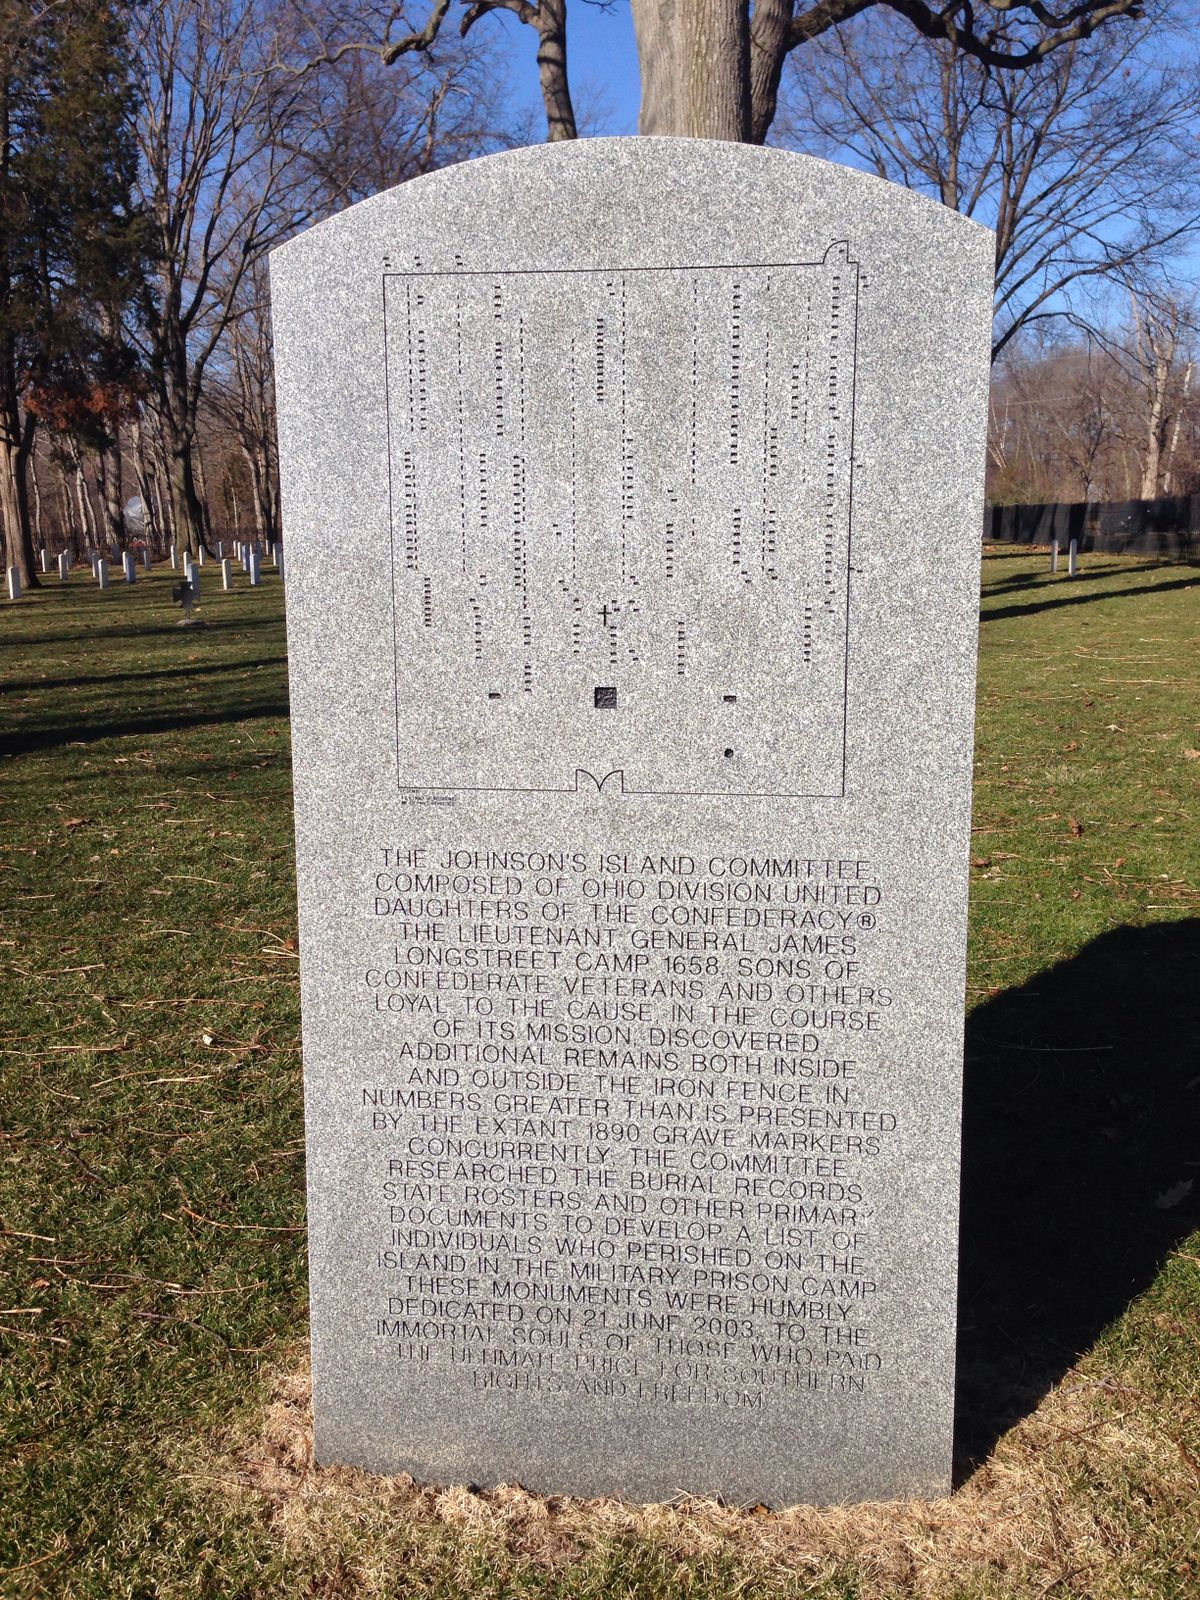 THE JOHNSON'S ISLAND COMMITTEE,
COMPOSED OF OHIO DIVISION UNITED
DAUGHTERS OF THE CONFEDERACY®
THE LIEUTENANT GENERAL JAMES
LONGSTREET CAMP 1658, SONS OF
CONFEDERATE VETERANS AND OTHERS
LOYAL TO THE CAUSE, IN THE COURSE
OF ITS MISSION, DISCOVERED
ADDITIONAL REMAINS BOTH INSIDE
AND OUTSIDE THE IRON FENCE IN
NUMBERS GREATER THAN IS PRESENTED
BY THE EXTANT 1890 GRAVE MARKERS
CONCURRENTLY, THE COMMITTEE
RESEARCHED THE BURIAL RECORDS
STATE ROSTERS AND OTHER PRIMARY
DOCUMENTS TO DEVELOP A LIST OF
INDIVIDUALS WHO PERISHED ON THE
ISLAND IN THE MILITARY PRISON CAMP
THESE MONUMENTS WERE HUMBLY
DEDICATED ON 21 JUNE 2003, TO THE
IMMORTAL SOULS OF THOSE WHO PAID
THE ULTIMATE PRICE FOR SOUTHERN
RIGHTS AND FREEDOM